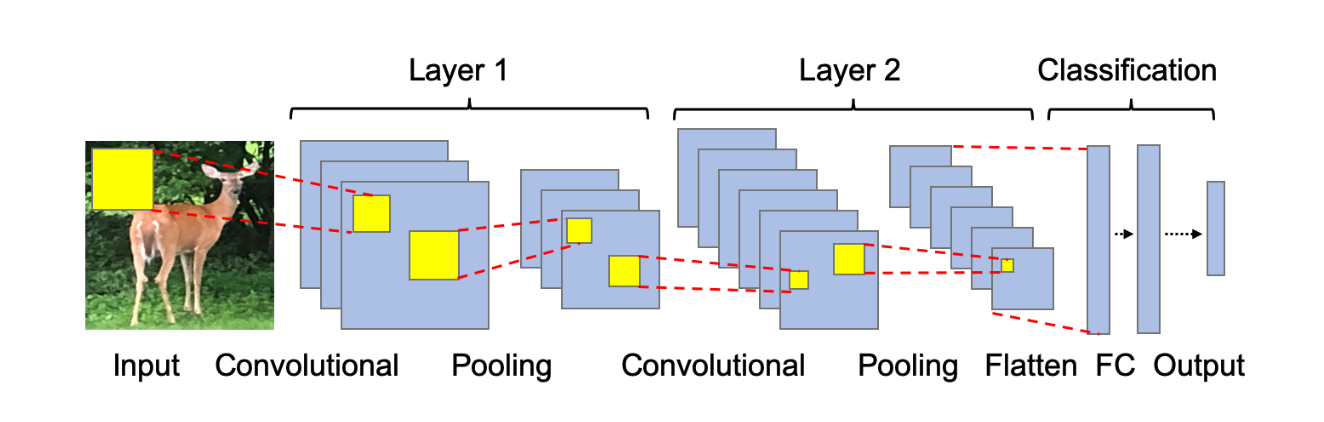 Layer 1 Layer 2 Classification
Input Convolutional Pooling Convolutional Pooling Flatten FC Output